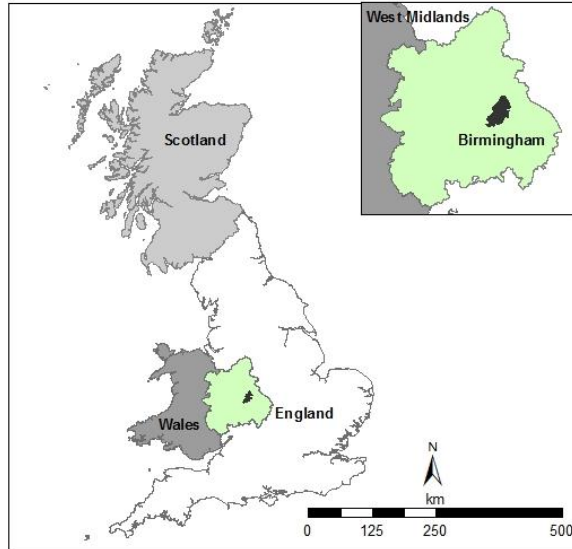 West Midlands
Birmingham
Scotland
Wales
England
N
km
0 125 250 500